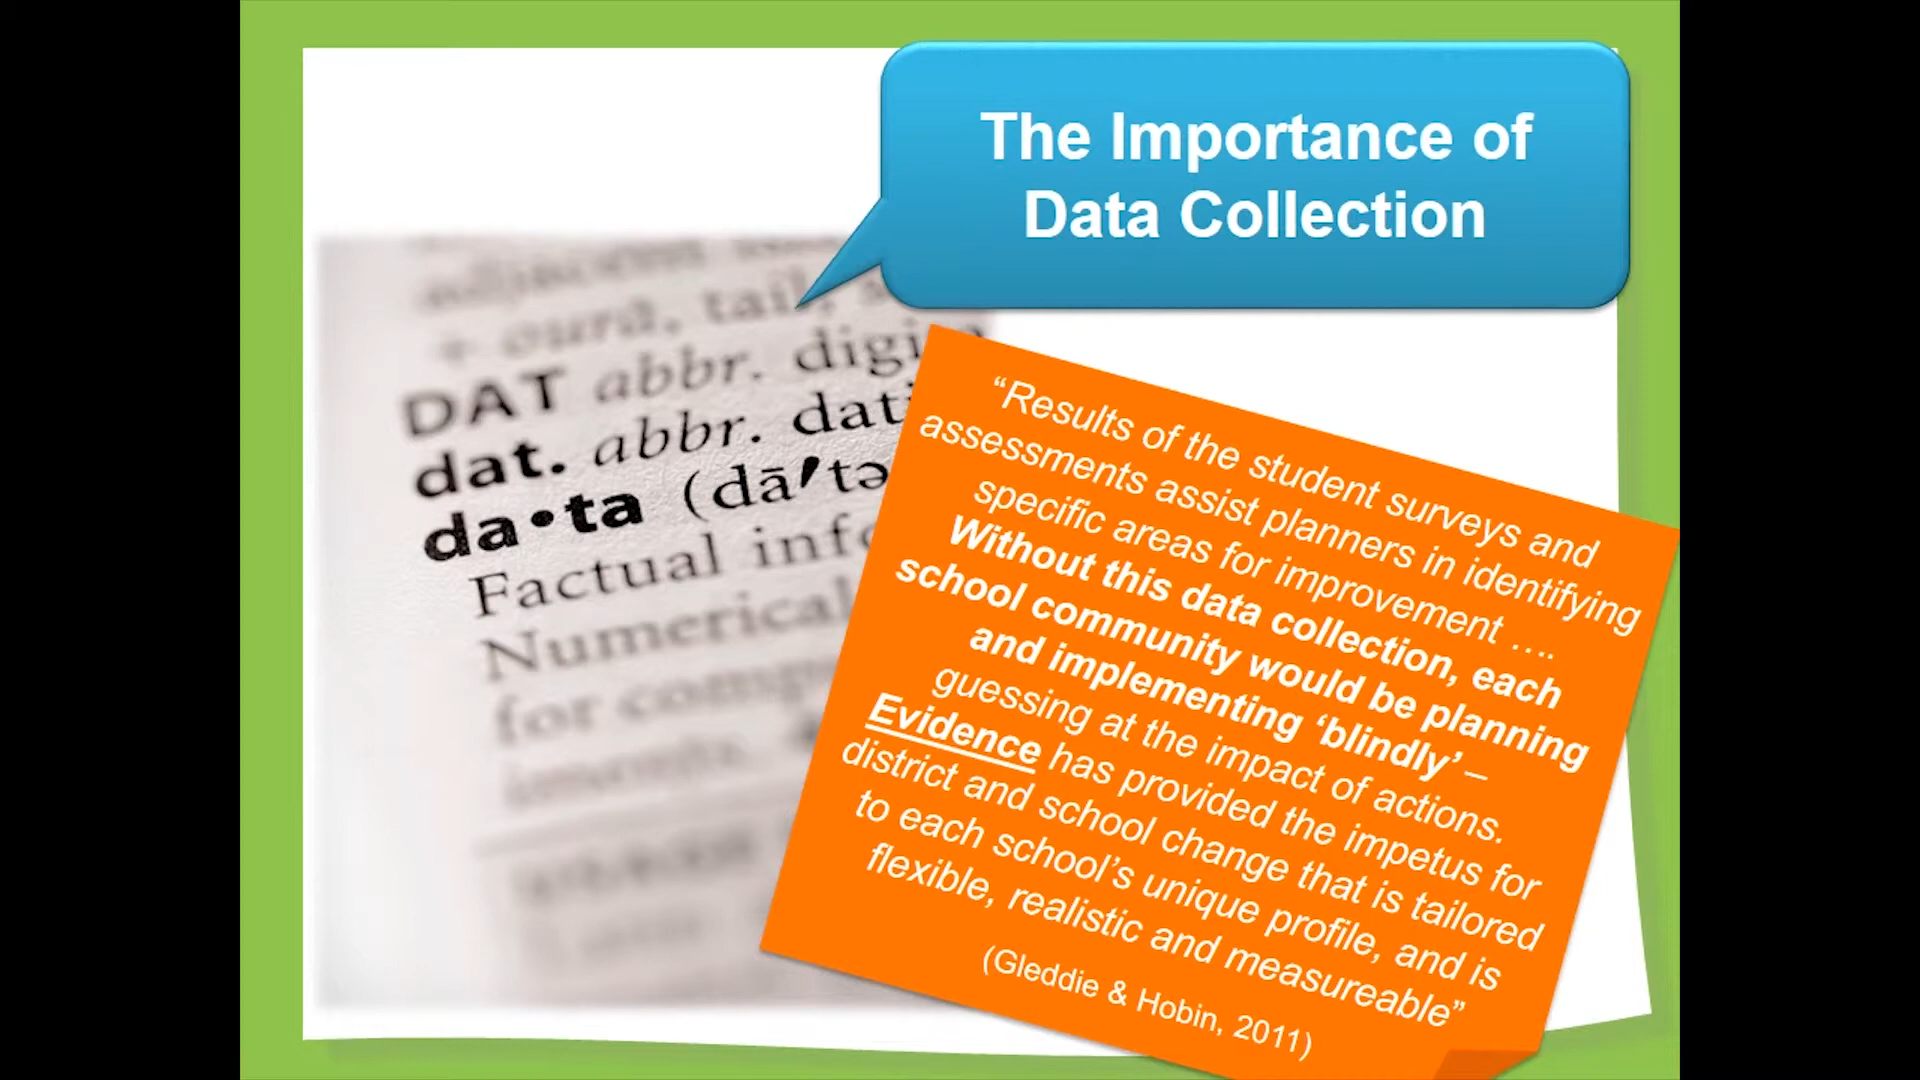 The Importance of
Data Collection
+ oura, tail,
DAT abbr.
dat. abbr.
da•ta (dā′tə
Factual
Numerical
for
“Results of the student surveys and
assessments assist planners in identifying
specific areas for improvement ….
Without this data collection, each
school community would be planning
and implementing ‘blindly’ –
guessing at the impact of actions.
Evidence has provided the impetus for
district and school change that is tailored
to each school’s unique profile, and is
flexible, realistic and measureable”
(Gleddie & Hobin, 2011)